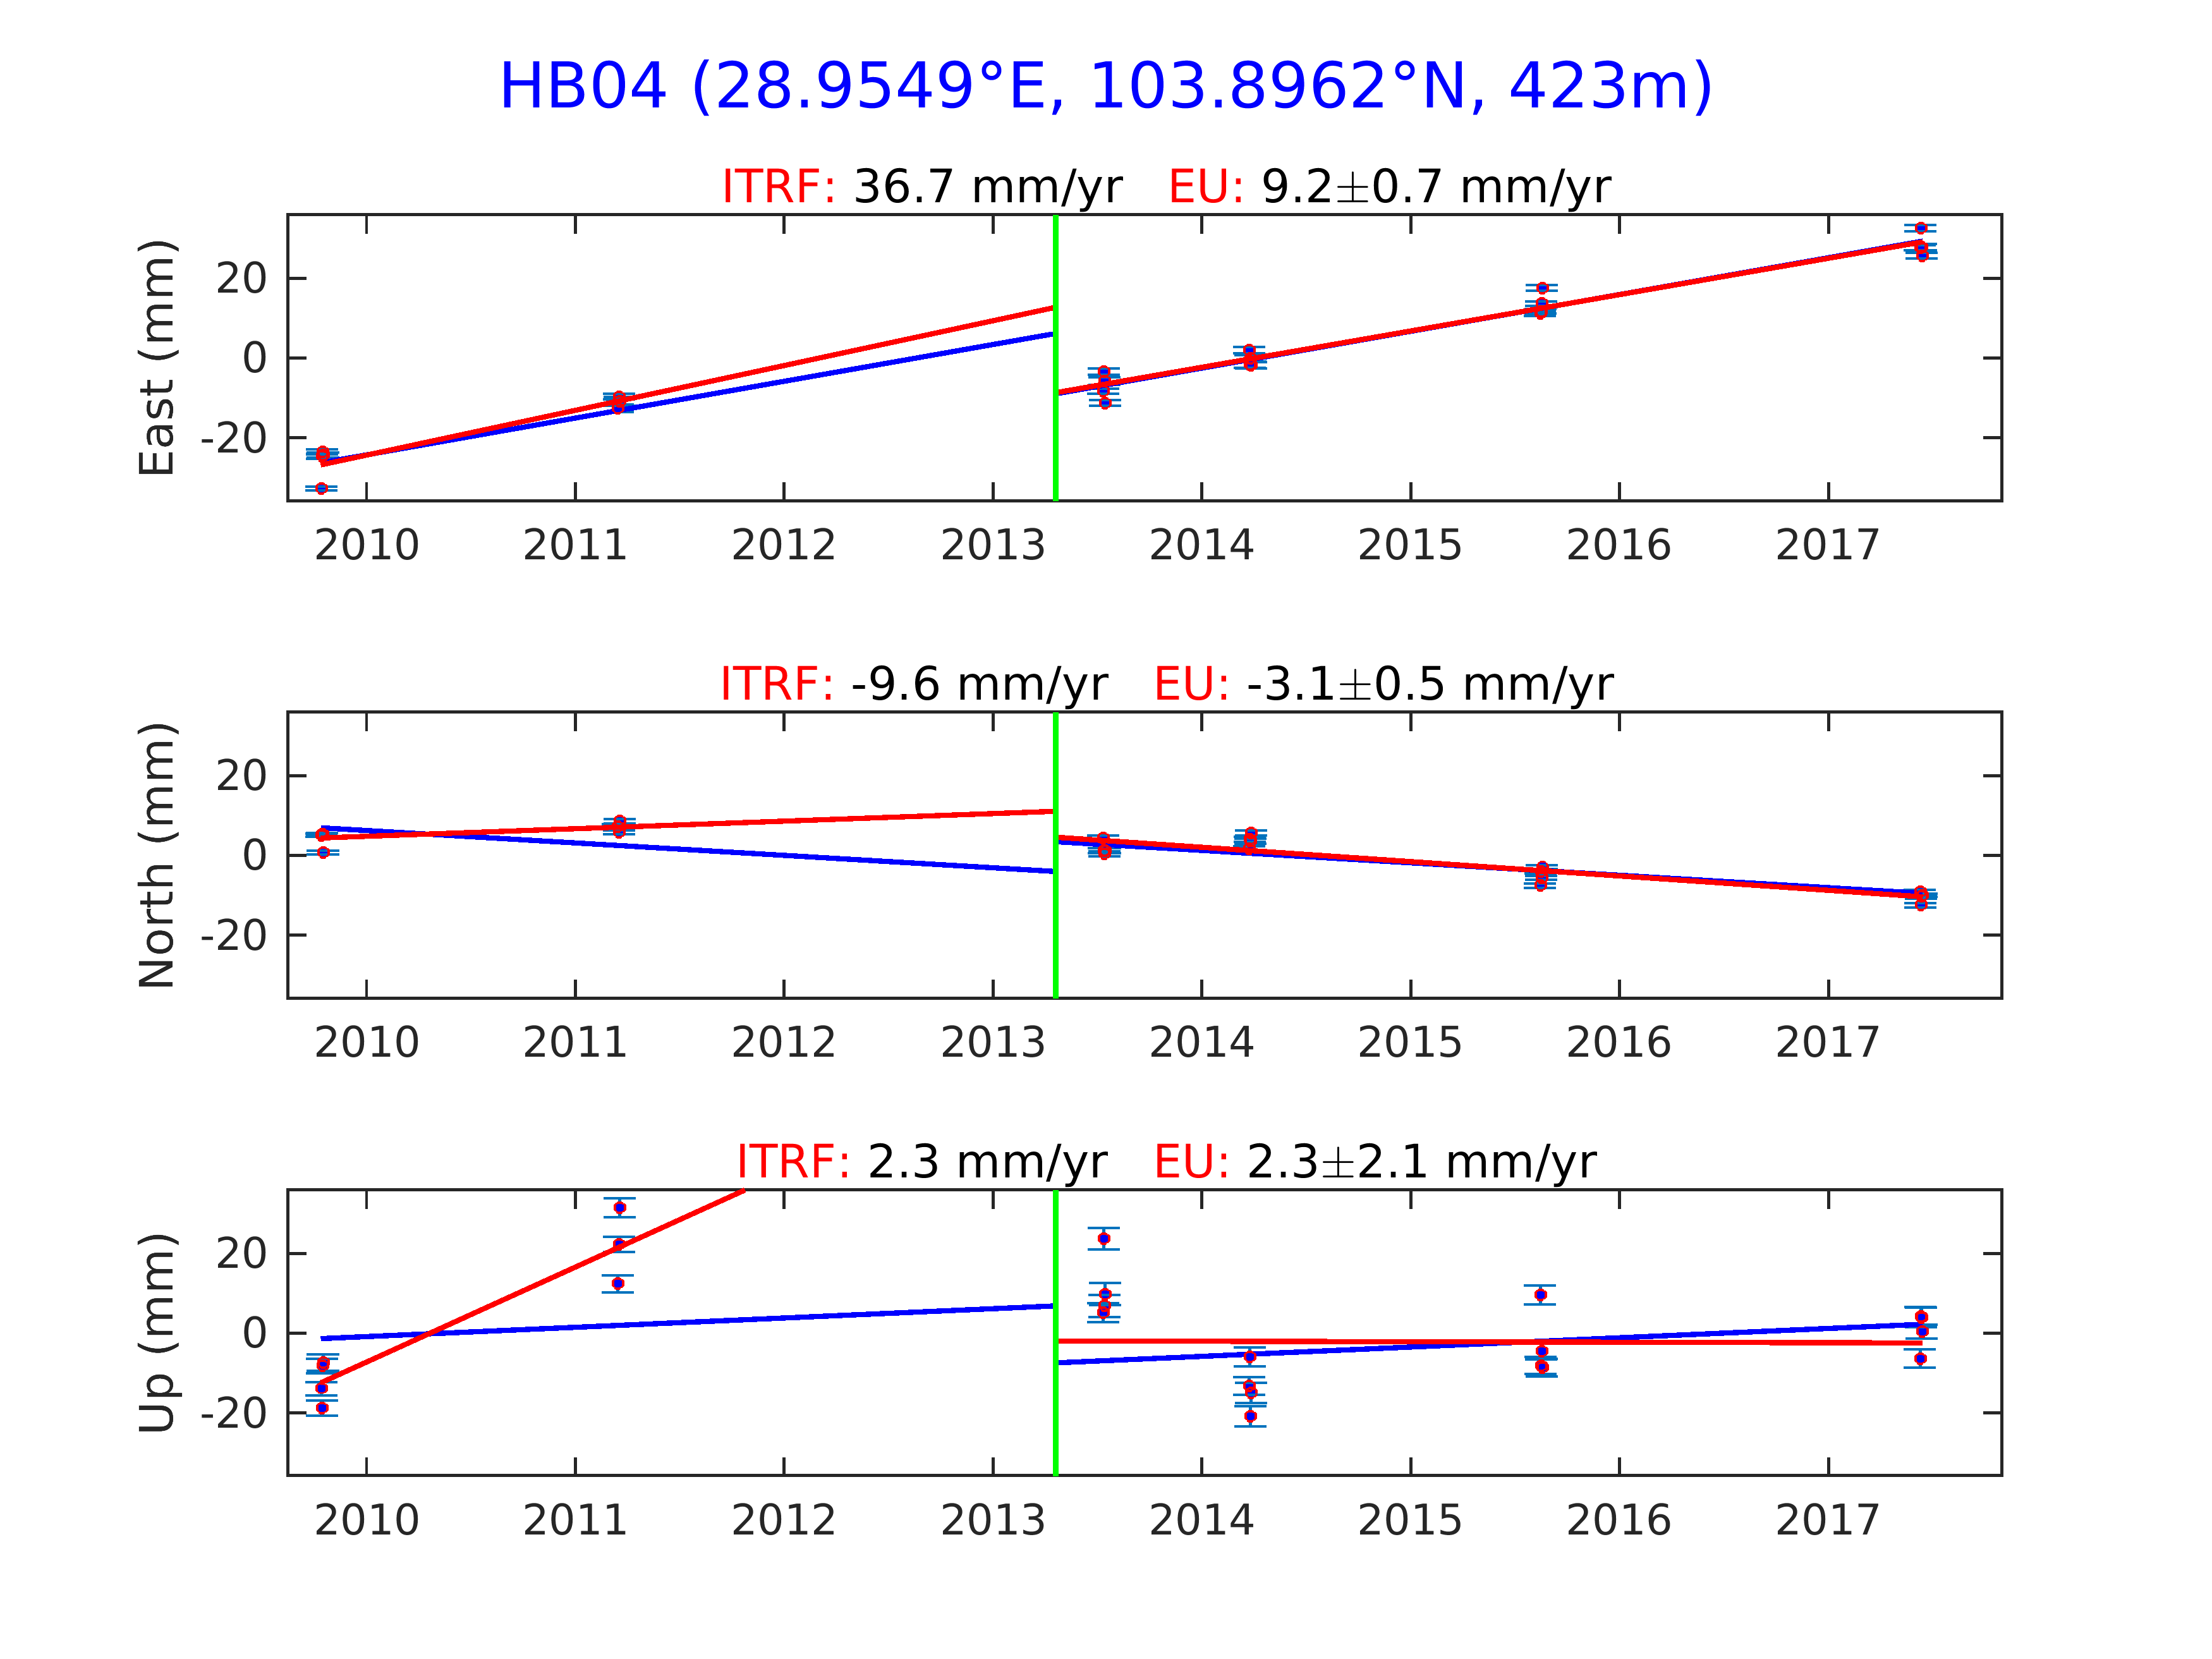 HB04 (28.9549°E, 103.8962°N, 423m)
ITRF: 36.7 mm/yr EU: 9.2±0.7 mm/yr
East (mm)
20
0
-20
2010 2011 2012 2013 2014 2015 2016 2017
ITRF: -9.6 mm/yr EU: -3.1±0.5 mm/yr
North (mm)
20
0
-20
2010 2011 2012 2013 2014 2015 2016 2017
ITRF: 2.3 mm/yr EU: 2.3±2.1 mm/yr
Up (mm)
20
0
-20
2010 2011 2012 2013 2014 2015 2016 2017